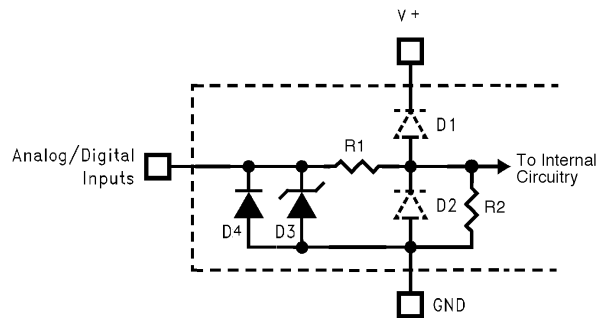 V+
D1
Analog/Digital
Inputs
R1
To Internal
Circuitry
D4
D3
D2
R2
GND